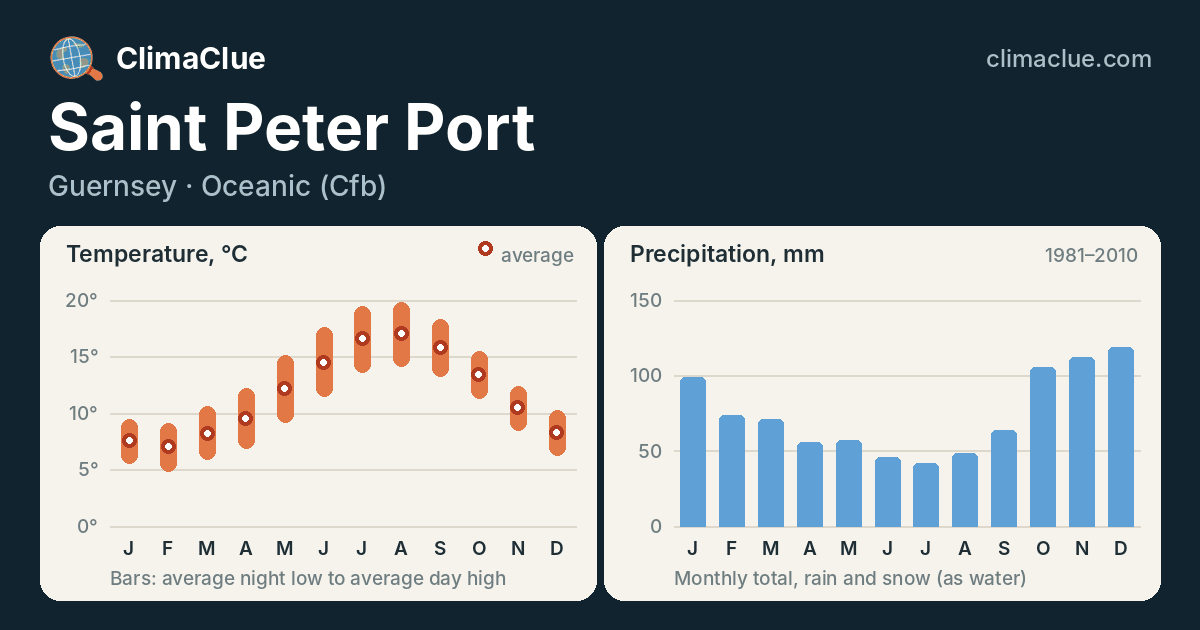 ClimaClue
climaclue.com
Saint Peter Port
Guernsey · Oceanic (Cfb)
Temperature, °C
average
20°
15°
10°
5°
0°
J F M A M J J A S O N D
Bars: average night low to average day high
Precipitation, mm
1981–2010
150
100
50
0
J F M A M J J A S O N D
Monthly total, rain and snow (as water)